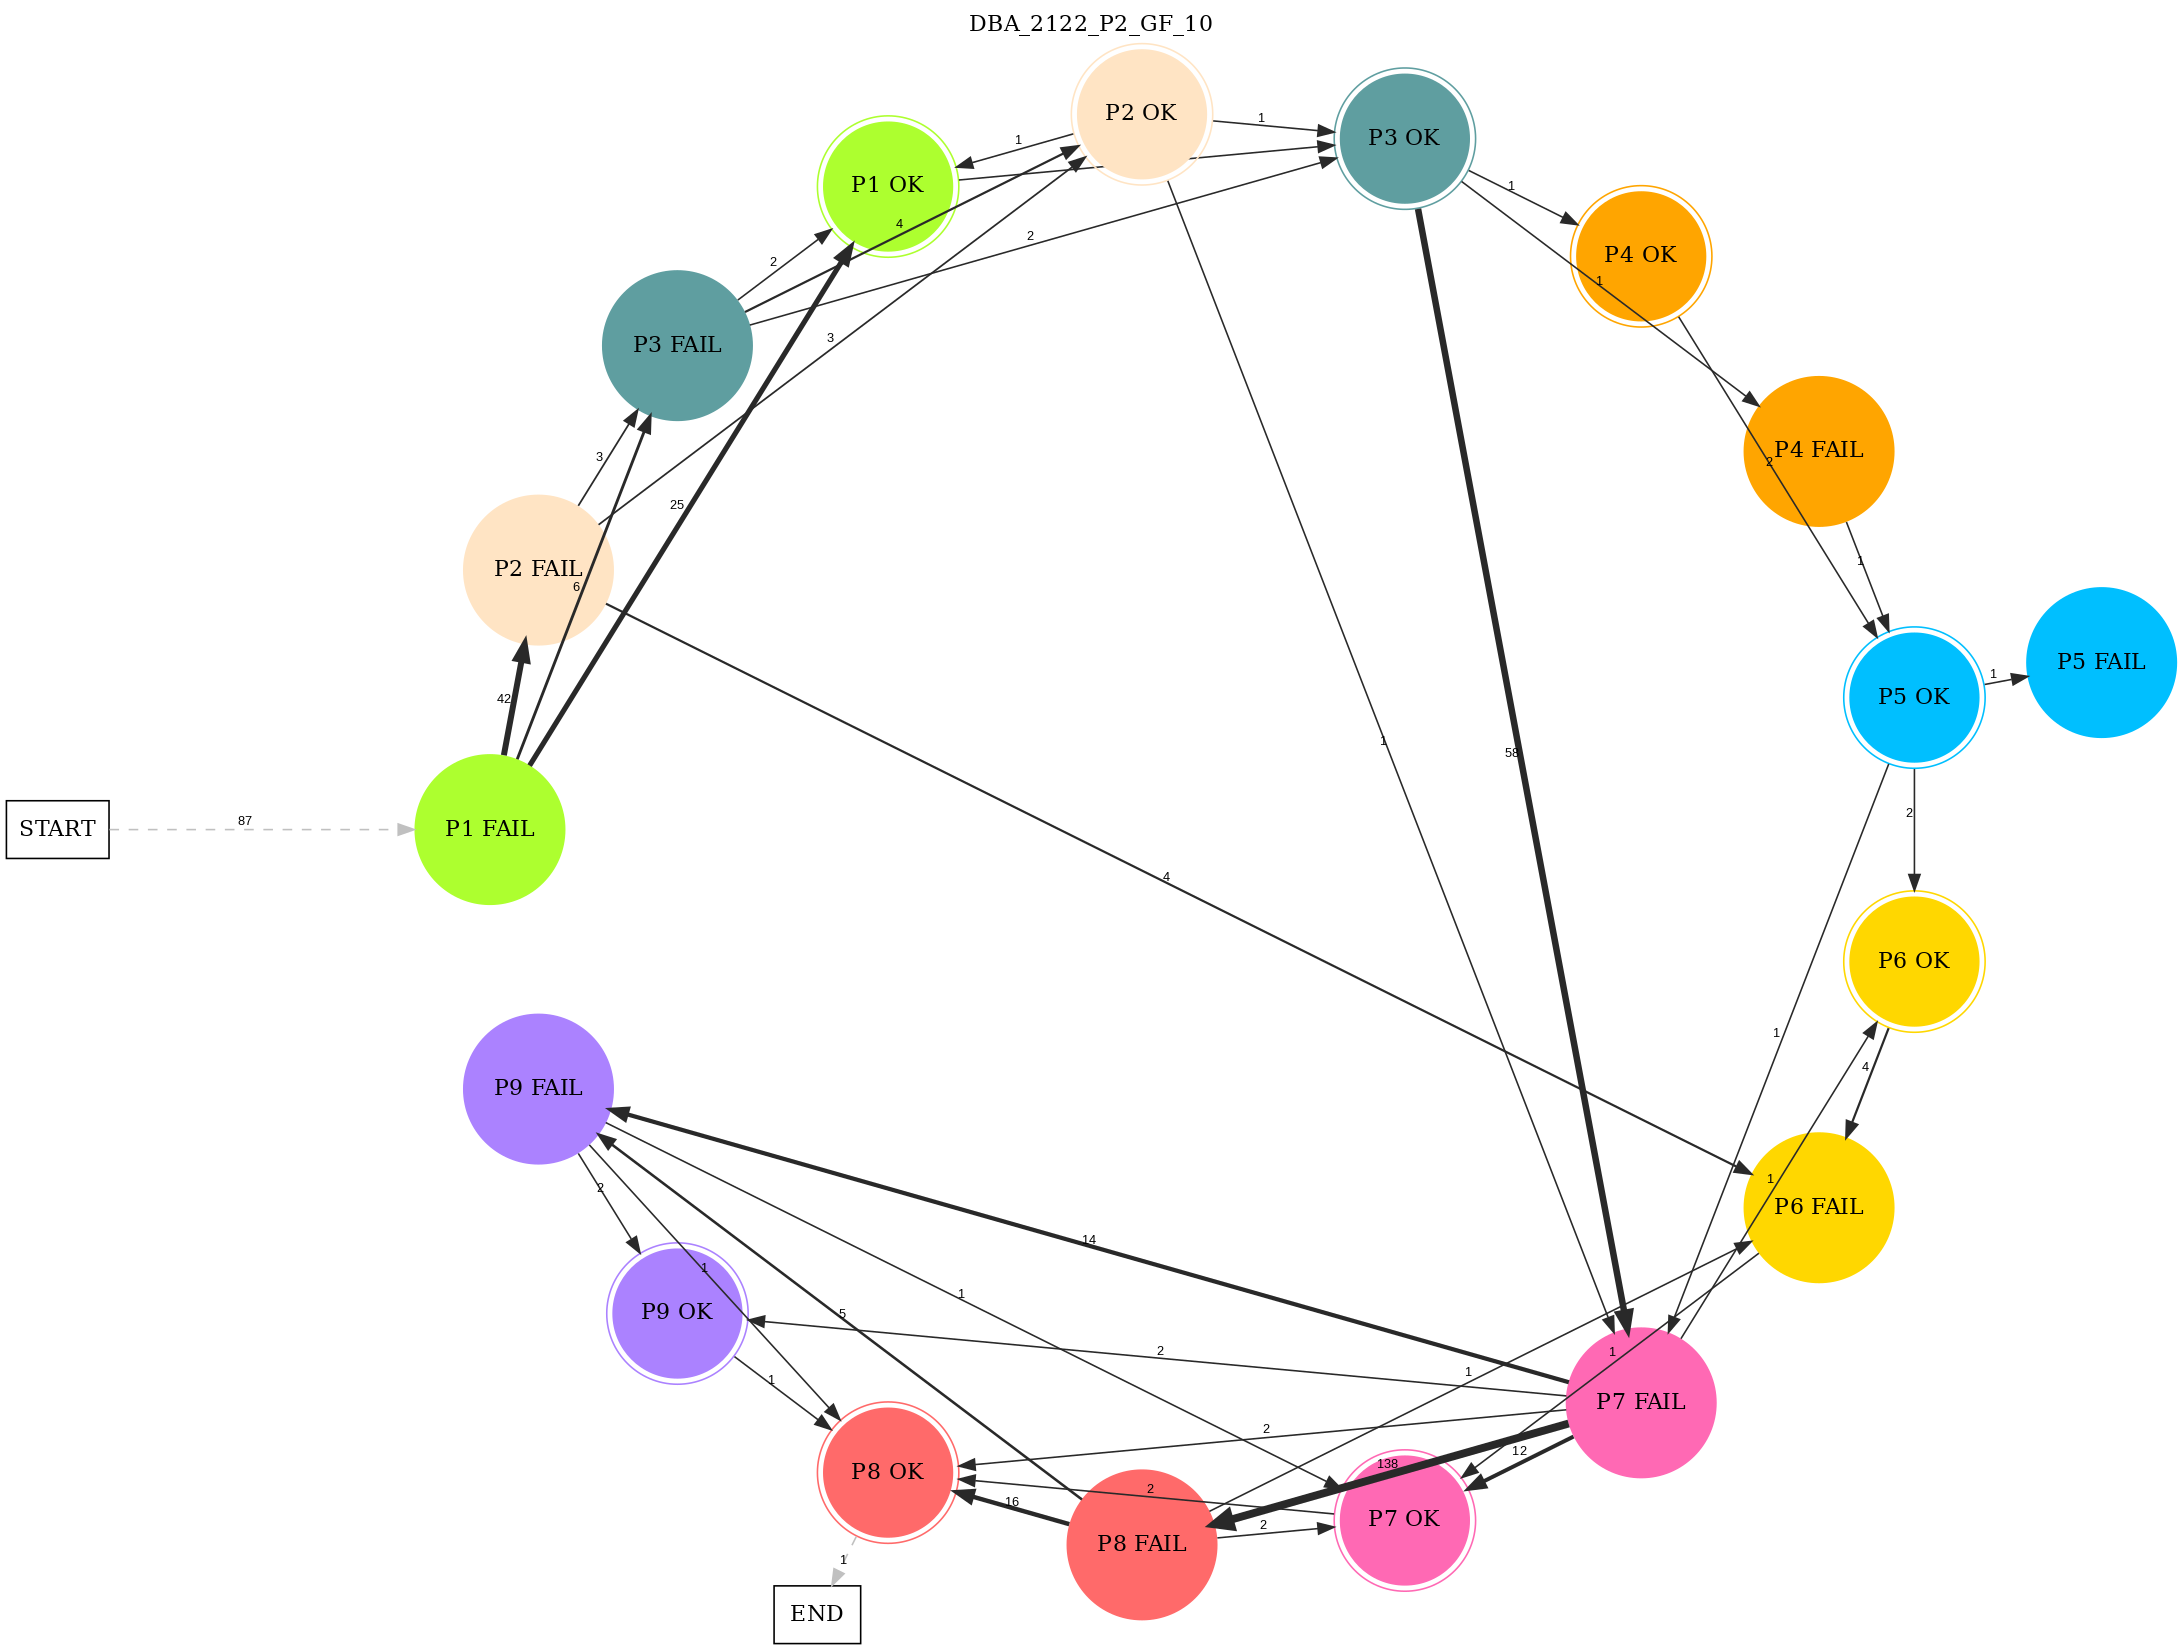 DBA_2122_P2_GF_10
P2 OK
P3 OK
1
1
P1 OK
1
4
2
2
P4 OK
1
3
P3 FAIL
P4 FAIL
2
3
25
1
P2 FAIL
6
P5 FAIL
1
P5 OK
42
1
58
2
87
START
P1 FAIL
4
P6 OK
1
4
P9 FAIL
2
1
P6 FAIL
14
1
1
5
P9 OK
2
1
1
1
P7 FAIL
2
12
138
P8 OK
2
16
P7 OK
2
P8 FAIL
1
END